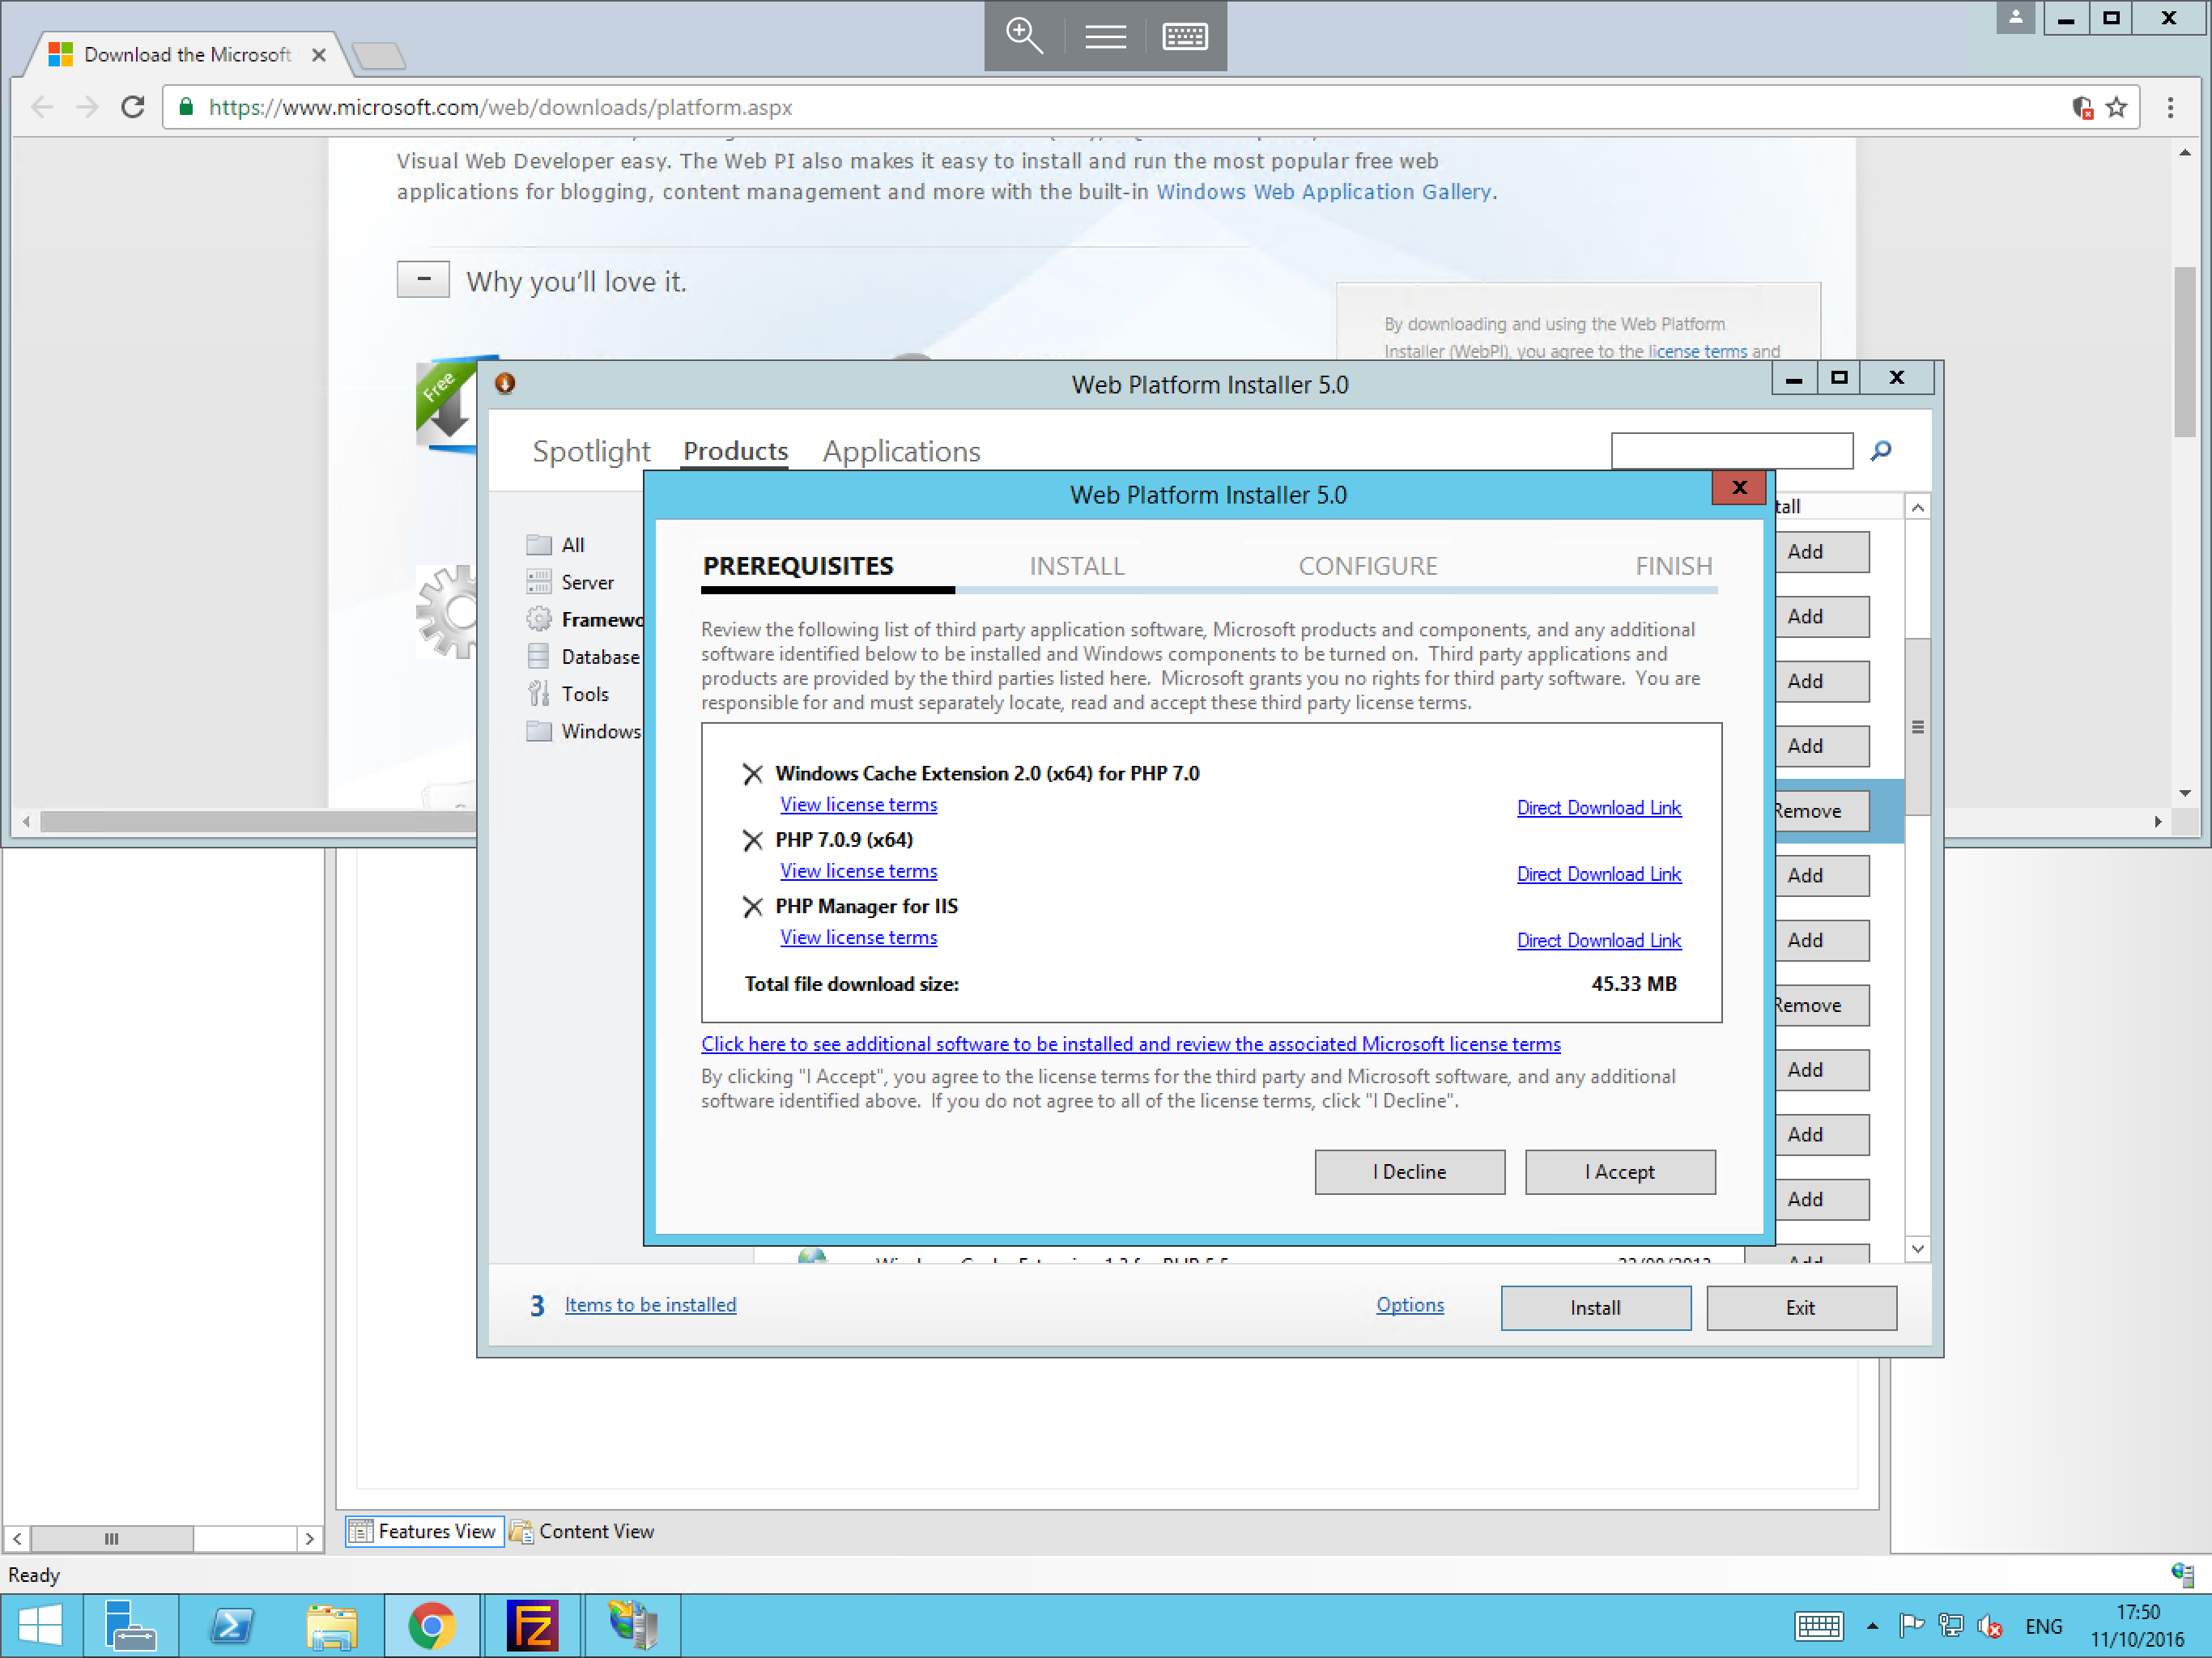 Download the Microsoft
https://www.microsoft.com/web/downloads/platform.aspx
Visual Web Developer easy. The Web PI also makes it easy to install and run the most popular free web
applications for blogging, content management and more with the built-in Windows Web Application Gallery.
Why you'll love it.
By downloading and using the Web Platform
Installer (WebPI), you agree to the license terms and
Free
Web Platform Installer 5.0
Spotlight Products Applications
Web Platform Installer 5.0
tall
All
Server
Framewo
Database
Tools
Windows
PREREQUISITES INSTALL CONFIGURE FINISH
Review the following list of third party application software, Microsoft products and components, and any additional
software identified below to be installed and Windows components to be turned on. Third party applications and
products are provided by the third parties listed here. Microsoft grants you no rights for third party software. You are
responsible for and must separately locate, read and accept these third party license terms.
Windows Cache Extension 2.0 (x64) for PHP 7.0
View license terms Direct Download Link
PHP 7.0.9 (x64)
View license terms Direct Download Link
PHP Manager for IIS
View license terms Direct Download Link
Total file download size: 45.33 MB
Click here to see additional software to be installed and review the associated Microsoft license terms
By clicking "I Accept", you agree to the license terms for the third party and Microsoft software, and any additional
software identified above. If you do not agree to all of the license terms, click "I Decline".
I Decline I Accept
Add
Add
Add
Add
Remove
Add
Add
Remove
Add
Add
Add
Windows Cache Extension 1.3 for PHP 5.5 Add
3 Items to be installed Options Install Exit
Features View Content View
Ready
FZ
ENG
17:50
11/10/2016